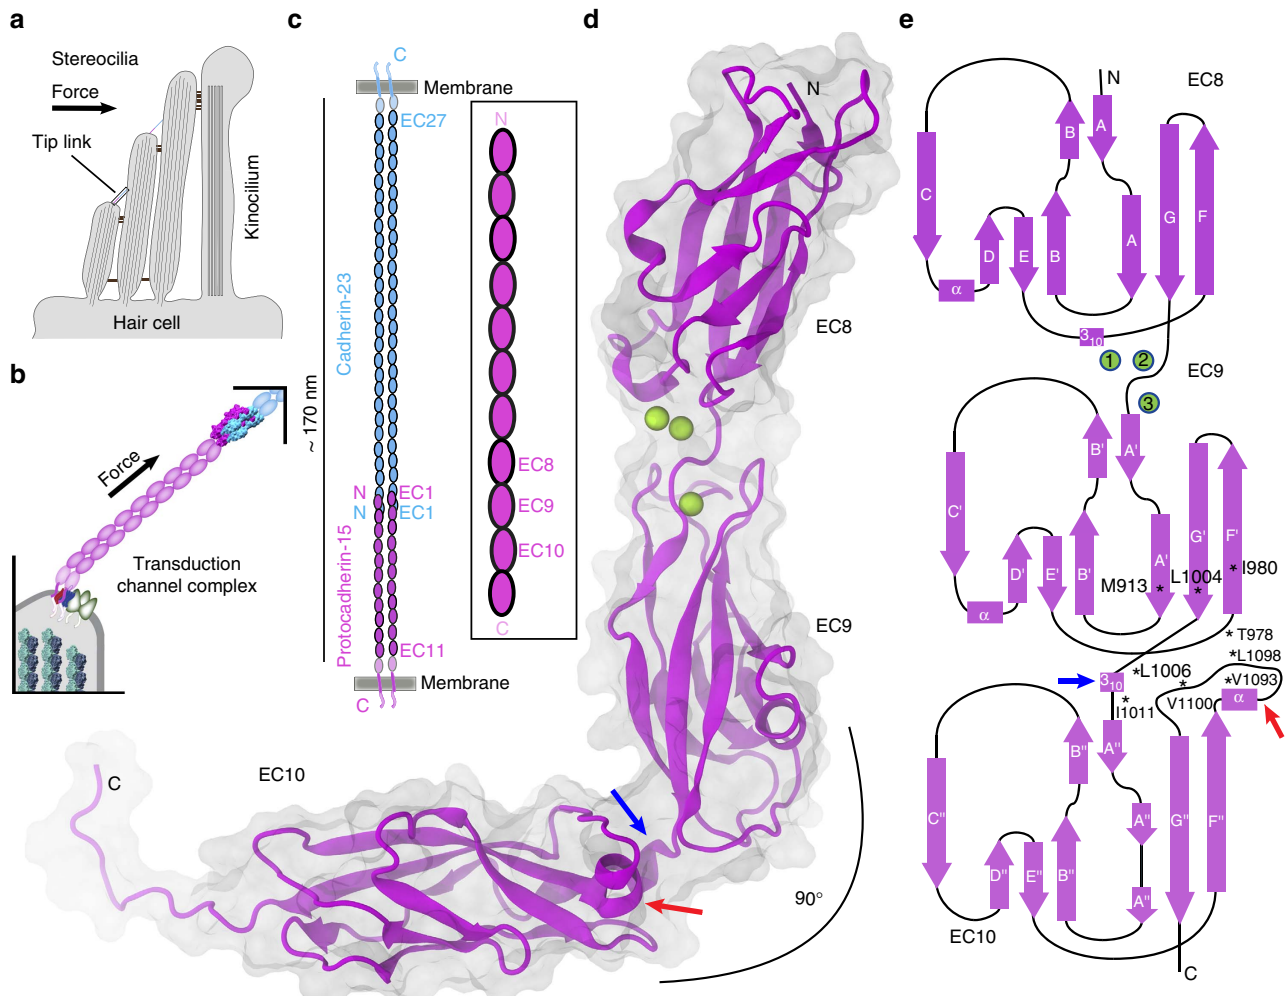 a
Stereocilia
Force
Tip link
Kinocilium
Hair cell
b
Force
Transduction
channel complex
c
C
Membrane
EC27
Cadherin-23
~ 170 nm
N
EC1
N
EC1
Protocadherin-15
EC11
Membrane
C
N
EC8
EC9
EC10
C
d
N
EC8
EC9
EC10
C
90°
e
N
EC8
B
A
G
F
C
D
E
B
A
α
3₁₀
1
2
EC9
3
B'
A'
G'
F'
C'
D'
E'
B'
A'
M913
*
L1004
*
* I980
α
* T978
*L1098
*L1006
*
*V1093
3₁₀
V1100
α
*
I1011
B"
A"
C"
A"
G"
F"
D"
E"
B"
A"
EC10
C